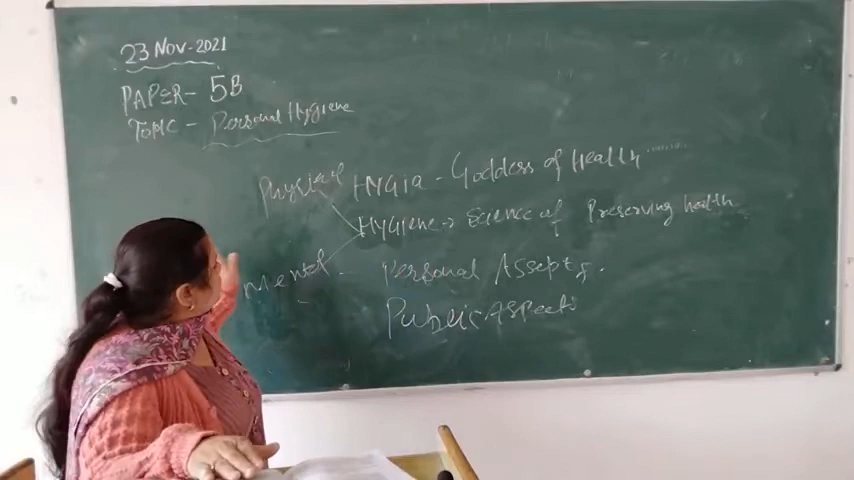 23 Nov-2021
PAPER- 5B
Topic - Personal Hygiene
Physical HYGIA - Goddess of Health.......
Hygiene → Science of Preserving health
Mental - Personal Assepts.
Public Aspects